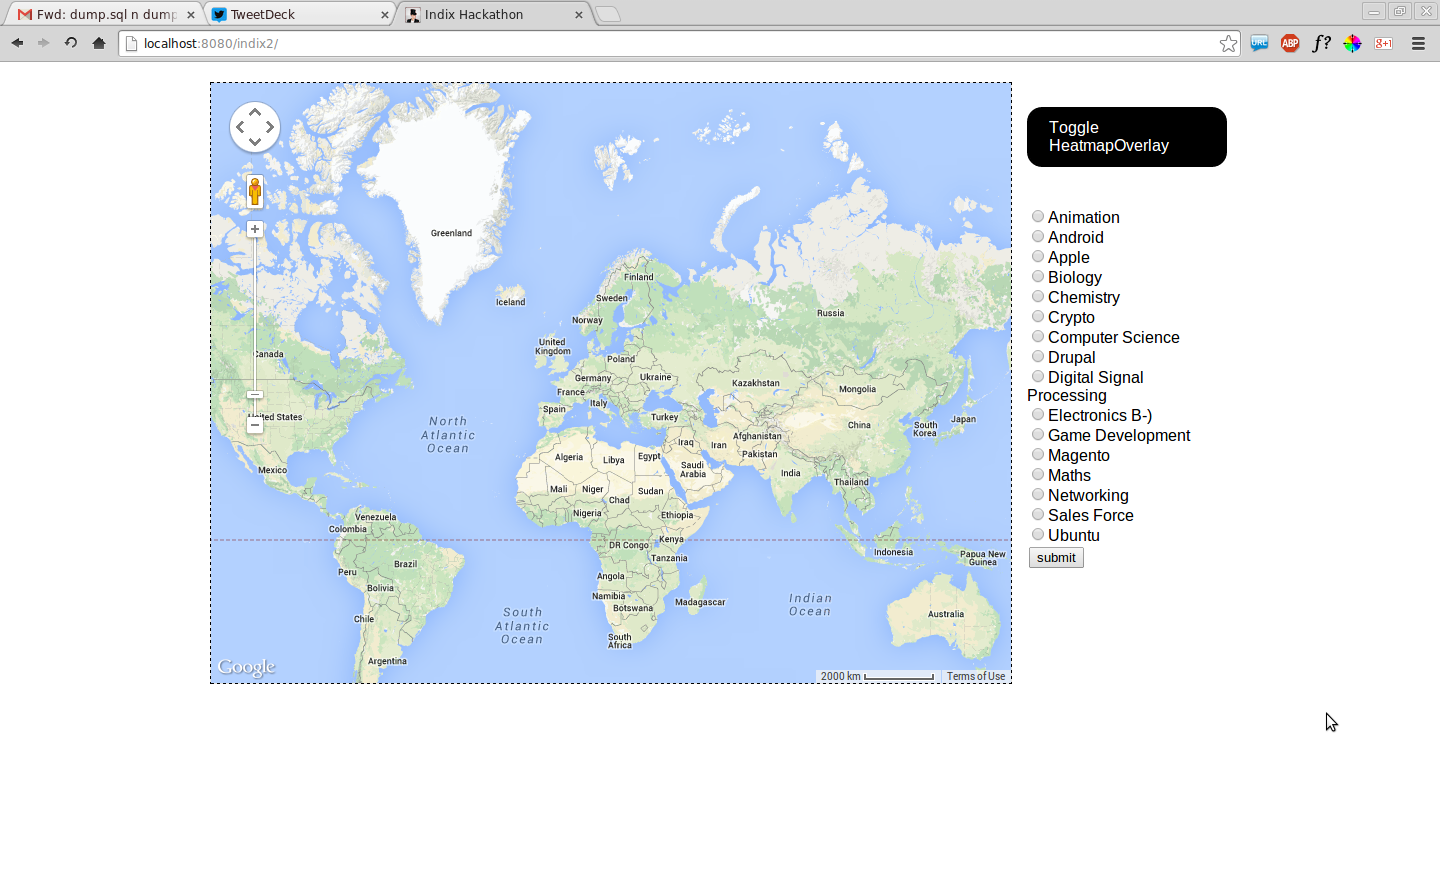 Fwd: dump.sql n dump
TweetDeck
Indix Hackathon
localhost:8080/indix2/
URL
ABP
f?
g+1
Toggle
HeatmapOverlay
Animation
Android
Apple
Biology
Chemistry
Crypto
Computer Science
Drupal
Digital Signal
Processing
Electronics B-)
Game Development
Magento
Maths
Networking
Sales Force
Ubuntu
submit
Greenland
Iceland
Finland
Sweden
Norway
Russia
United
Kingdom
Poland
Germany
Ukraine
France
Italy
Spain
Turkey
Kazakhstan
Mongolia
Canada
United States
Mexico
North
Atlantic
Ocean
China
South
Korea
Japan
Afghanistan
Iraq
Iran
Pakistan
Algeria
Libya
Egypt
Saudi
Arabia
India
Thailand
Mali
Niger
Chad
Sudan
Nigeria
Ethiopia
Venezuela
Colombia
DR Congo
Kenya
Tanzania
Indonesia
Papua New
Guinea
Peru
Brazil
Bolivia
Angola
Namibia
Botswana
Madagascar
Chile
South
Atlantic
Ocean
Indian
Ocean
Australia
South
Africa
Argentina
Google
2000 km
Terms of Use